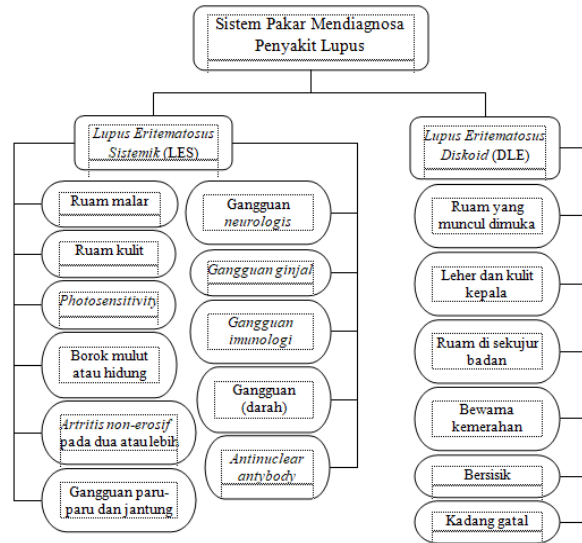 Sistem Pakar Mendiagnosa
Penyakit Lupus
Lupus Eritematosus
Sistemik (LES)
Ruam malar
Ruam kulit
Photosensitivity
Borok mulut
atau hidung
Artritis non-erosif
pada dua atau lebih
Gangguan paru-
paru dan jantung
Gangguan
neurologis
Gangguan ginjal
Gangguan
imunologi
Gangguan
(darah)
Antinuclear
antybody
Lupus Eritematosus
Diskoid (DLE)
Ruam yang
muncul dimuka
Leher dan kulit
kepala
Ruam di sekujur
badan
Bewarna
kemerahan
Bersisik
Kadang gatal